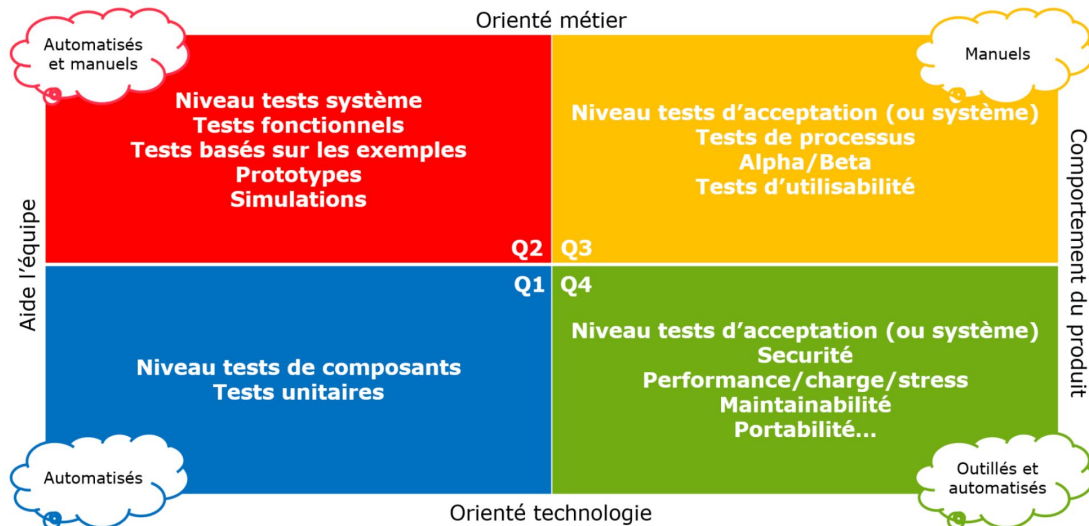 Orienté métier
Automatisés
et manuels
Manuels
Niveau tests système
Tests fonctionnels
Tests basés sur les exemples
Prototypes
Simulations
Q2
Niveau tests d’acceptation (ou système)
Tests de processus
Alpha/Beta
Tests d’utilisabilité
Q3
Aide l’équipe
Comportement du produit
Q1
Niveau tests de composants
Tests unitaires
Q4
Niveau tests d’acceptation (ou système)
Securité
Performance/charge/stress
Maintainabilité
Portabilité...
Automatisés
Outillés et
automatisés
Orienté technologie